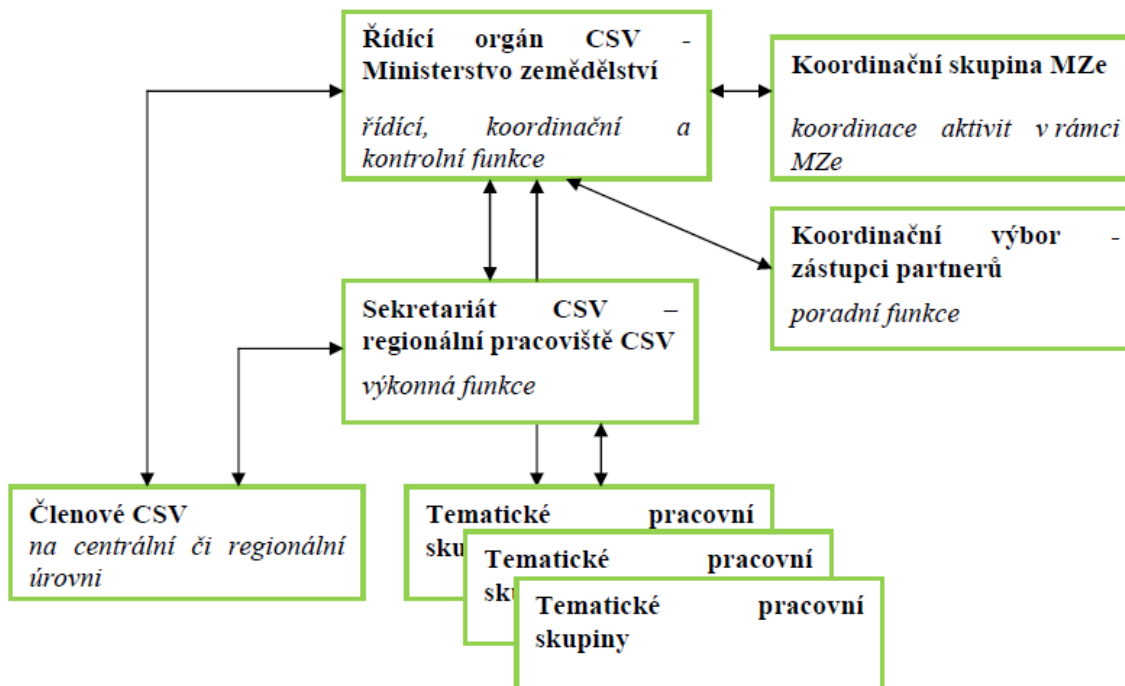 Řídící orgán CSV -
Ministerstvo zemědělství
řídící, koordinační a
kontrolní funkce
Koordinační skupina MZe
koordinace aktivit v rámci
MZe
Koordinační výbor -
zástupci partnerů
poradní funkce
Sekretariát CSV –
regionální pracoviště CSV
výkonná funkce
Členové CSV
na centrální či regionální
úrovni
Tematické pracovní
Tematické pracovní
Tematické pracovní
skupiny